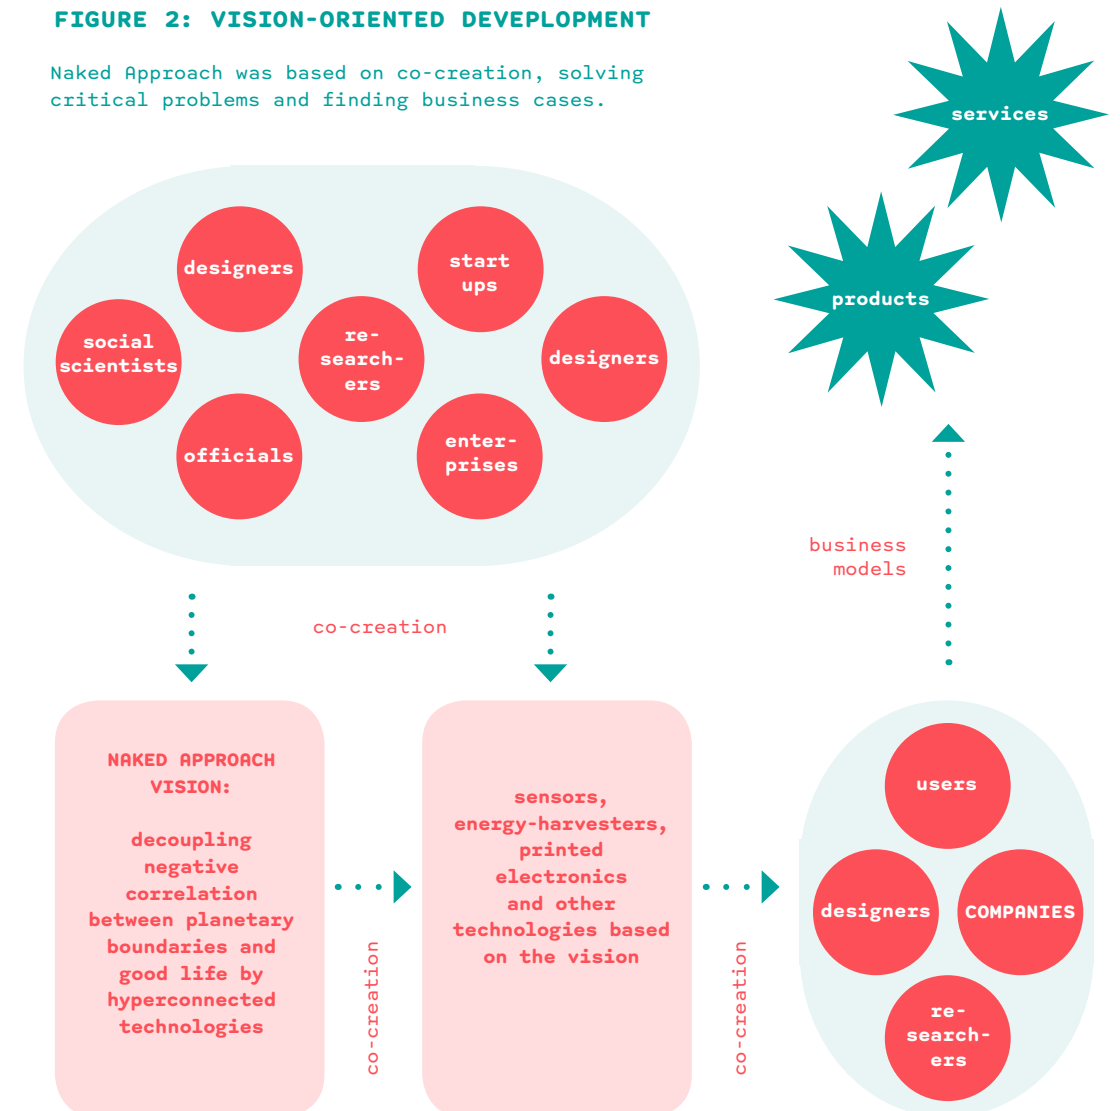 FIGURE 2: VISION-ORIENTED DEVEPLOPMENT
Naked Approach was based on co-creation, solving
critical problems and finding business cases.
services
products
designers
start
ups
social
scientists
re-
search-
ers
designers
officials
enter-
prises
business
models
co-creation
NAKED APPROACH
VISION:
decoupling
negative
correlation
between planetary
boundaries and
good life by
hyperconnected
technologies
co-creation
sensors,
energy-harvesters,
printed
electronics
and other
technologies based
on the vision
co-creation
users
designers
COMPANIES
re-
search-
ers